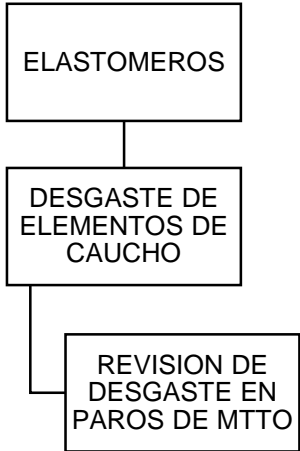 ELASTOMEROS
DESGASTE DE
ELEMENTOS DE
CAUCHO
REVISION DE
DESGASTE EN
PAROS DE MTTO